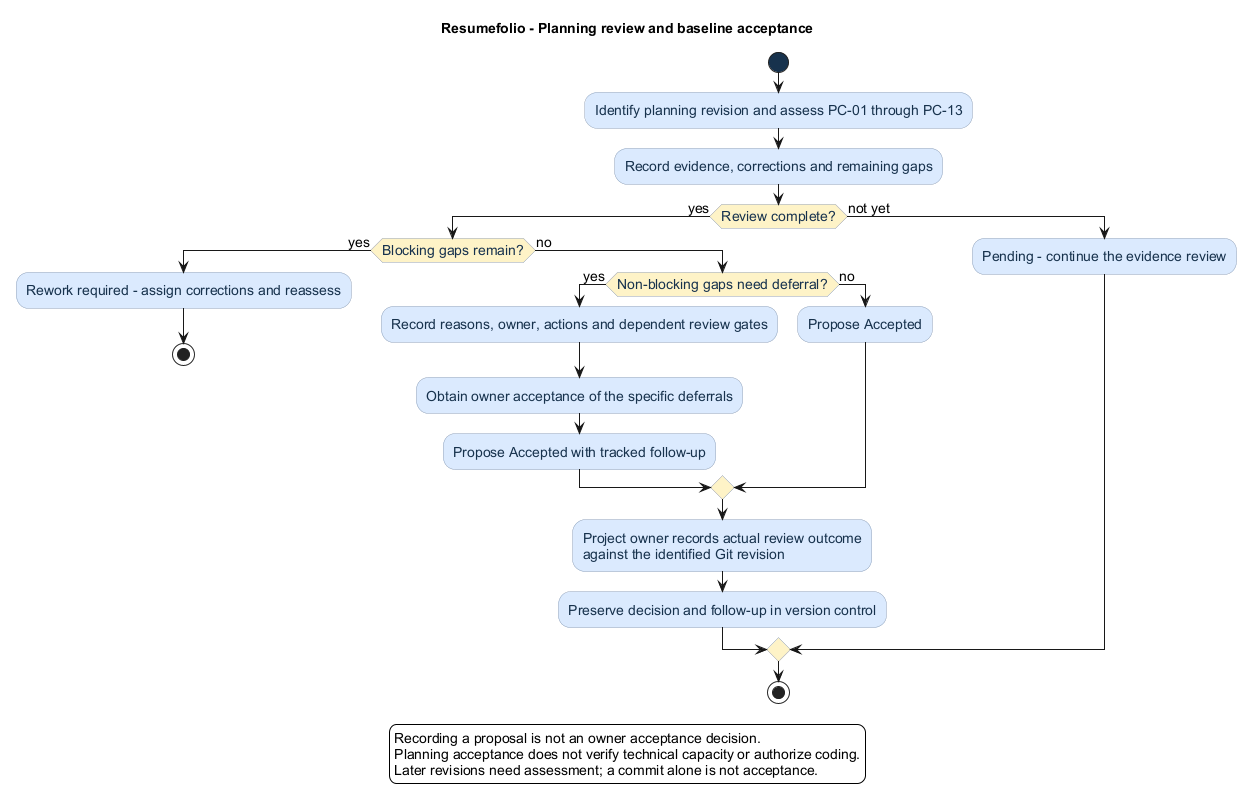 Resumefolio - Planning review and baseline acceptance
Identify planning revision and assess PC-01 through PC-13
Record evidence, corrections and remaining gaps
yes
Review complete?
not yet
yes
Blocking gaps remain?
no
Pending - continue the evidence review
Rework required - assign corrections and reassess
yes
Non-blocking gaps need deferral?
no
Record reasons, owner, actions and dependent review gates
Propose Accepted
Obtain owner acceptance of the specific deferrals
Propose Accepted with tracked follow-up
Project owner records actual review outcome
against the identified Git revision
Preserve decision and follow-up in version control
Recording a proposal is not an owner acceptance decision.
Planning acceptance does not verify technical capacity or authorize coding.
Later revisions need assessment; a commit alone is not acceptance.